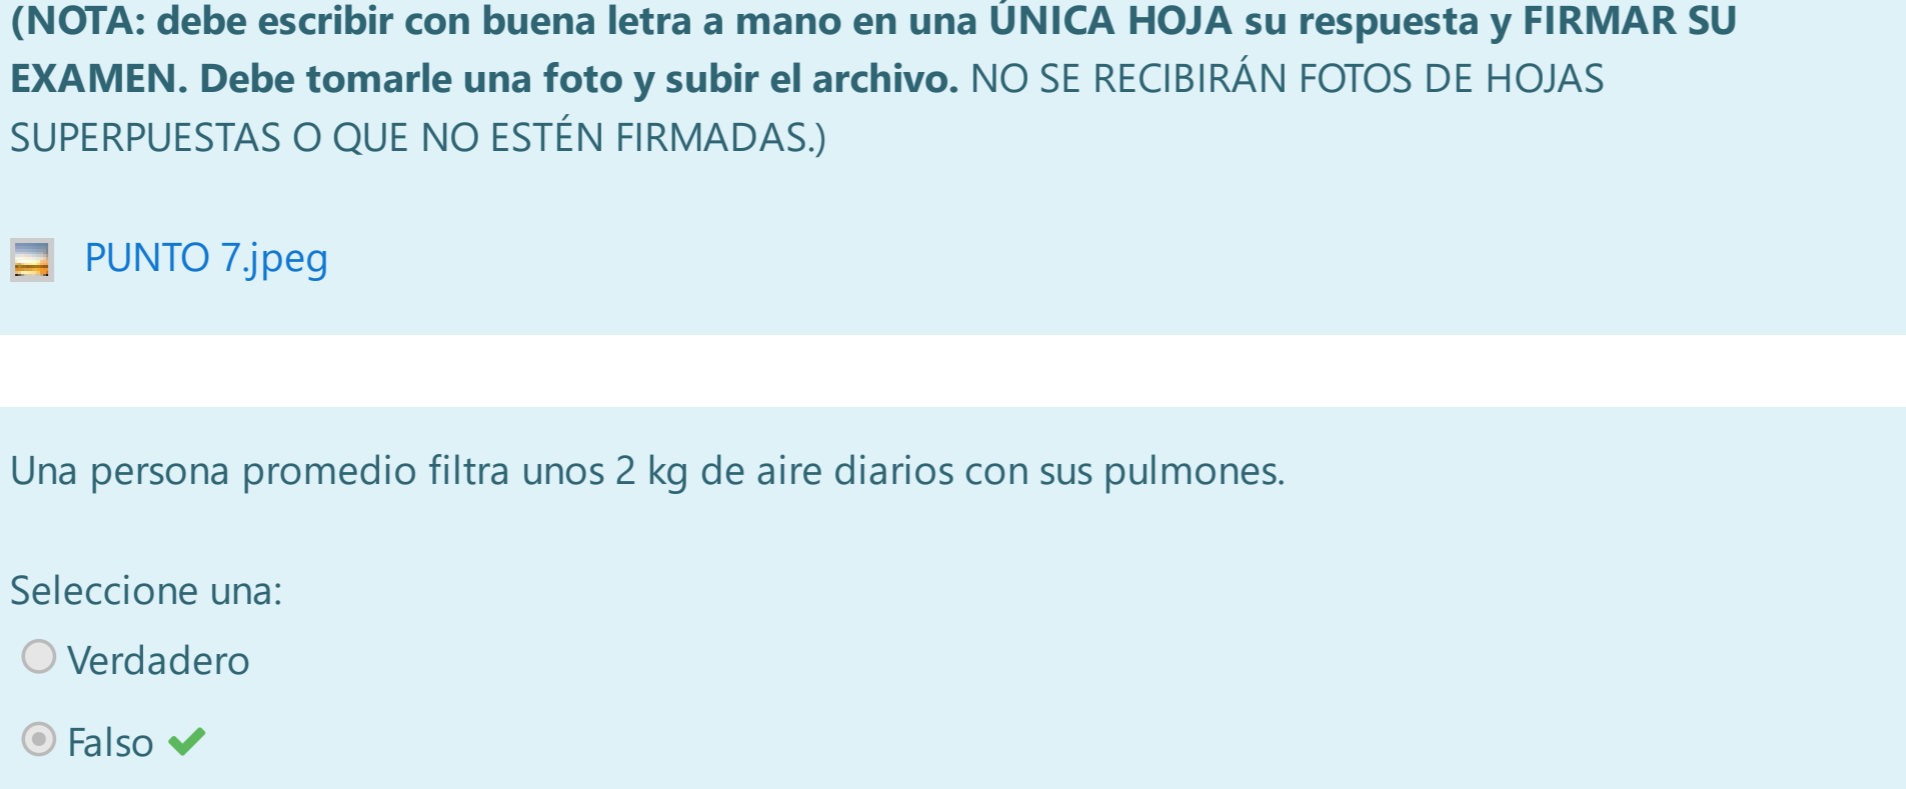 (NOTA: debe escribir con buena letra a mano en una ÚNICA HOJA su respuesta y FIRMAR SU
EXAMEN. Debe tomarle una foto y subir el archivo. NO SE RECIBIRÁN FOTOS DE HOJAS
SUPERPUESTAS O QUE NO ESTÉN FIRMADAS.)
PUNTO 7.jpeg
Una persona promedio filtra unos 2 kg de aire diarios con sus pulmones.
Seleccione una:
Verdadero
Falso